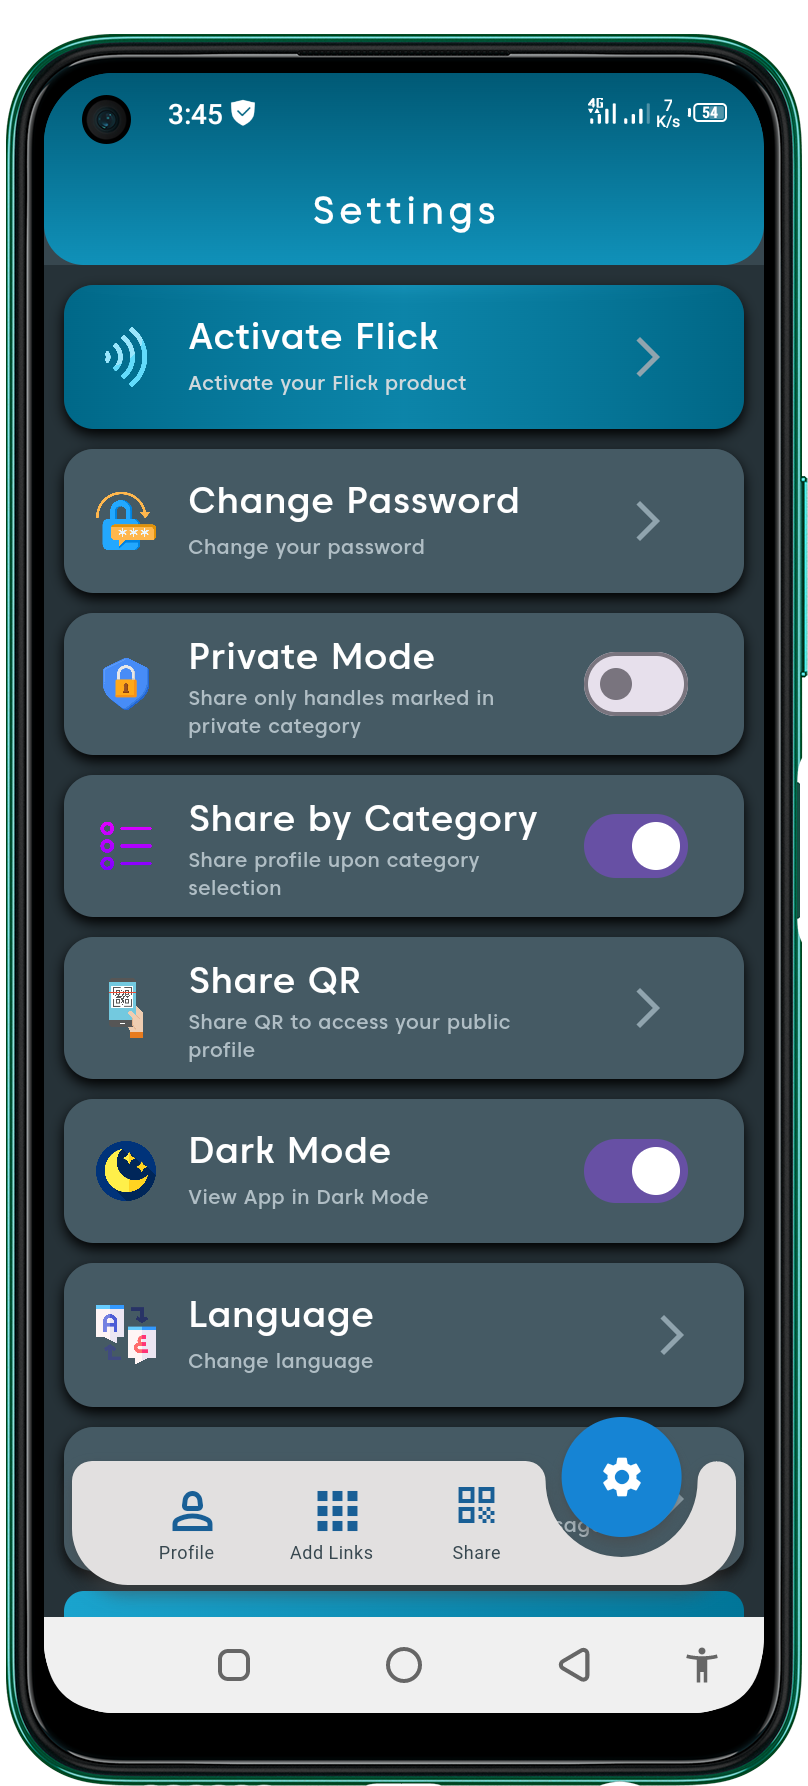 3:45
4G
7
K/s
54
Settings
Activate Flick
Activate your Flick product
Change Password
***
Change your password
Private Mode
Share only handles marked in
private category
Share by Category
Share profile upon category
selection
Share QR
Share QR to access your public
profile
Dark Mode
View App in Dark Mode
A
Language
Change language
Profile
Add Links
Share